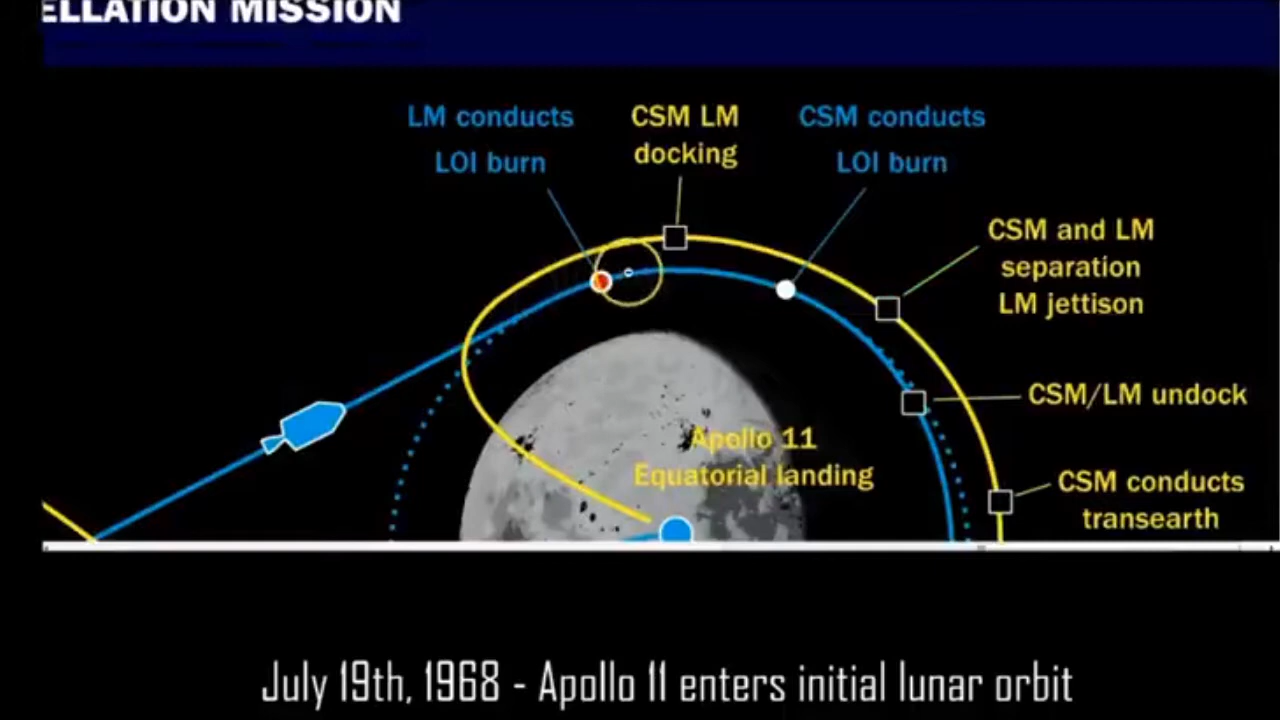 ELLATION MISSION
LM conducts
LOI burn
CSM LM
docking
CSM conducts
LOI burn
CSM and LM
separation
LM jettison
CSM/LM undock
Apollo 11
Equatorial landing
CSM conducts
transearth
July 19th, 1968 - Apollo 11 enters initial lunar orbit